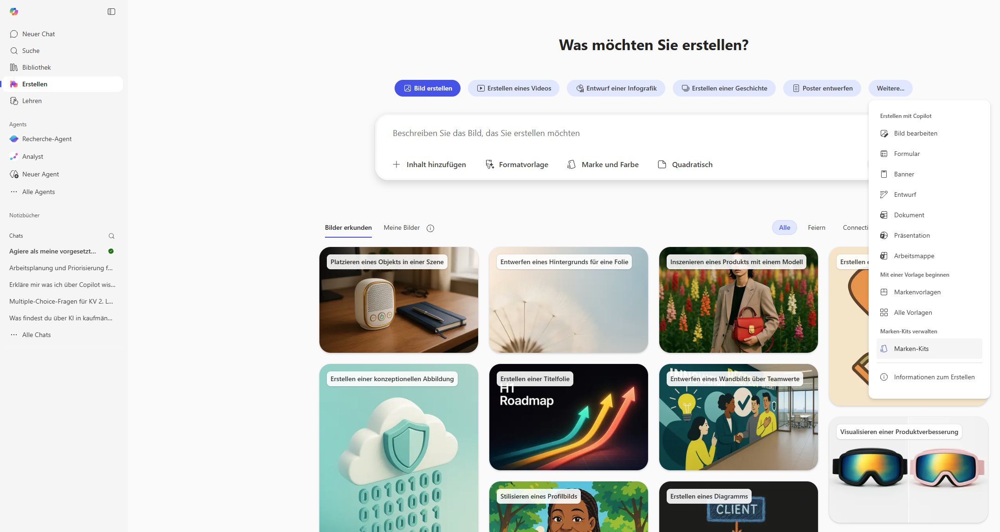 Neuer Chat
Suche
Bibliothek
Erstellen
Lehren
Agents
Recherche-Agent
Analyst
Neuer Agent
Alle Agents
Notizbücher
Chats
Agiere als meine vorgesetzt...
Arbeitsplanung und Priorisierung f...
Erkläre mir was ich über Copilot wis...
Multiple-Choice-Fragen für KV 2. L...
Was findest du über KI in kaufmän...
Alle Chats
Was möchten Sie erstellen?
Bild erstellen
Erstellen eines Videos
Entwurf einer Infografik
Erstellen einer Geschichte
Poster entwerfen
Weitere...
Beschreiben Sie das Bild, das Sie erstellen möchten
Inhalt hinzufügen
Formatvorlage
Marke und Farbe
Quadratisch
Erstellen mit Copilot
Bild bearbeiten
Formular
Banner
Entwurf
Dokument
Präsentation
Arbeitsmappe
Mit einer Vorlage beginnen
Markenvorlagen
Alle Vorlagen
Marken-Kits verwalten
Marken-Kits
Informationen zum Erstellen
Bilder erkunden
Meine Bilder
Alle
Feiern
Connecti
Platzieren eines Objekts in einer Szene
Entwerfen eines Hintergrunds für eine Folie
Inszenieren eines Produkts mit einem Modell
Erstellen e
Erstellen einer konzeptionellen Abbildung
0010100
0101000
1000011
Erstellen einer Titelfolie
H1
Roadmap
Entwerfen eines Wandbilds über Teamwerte
INNOVATION RESPECT INTEGRITY
Visualisieren einer Produktverbesserung
Stilisieren eines Profilbilds
Erstellen eines Diagramms
CLIENT